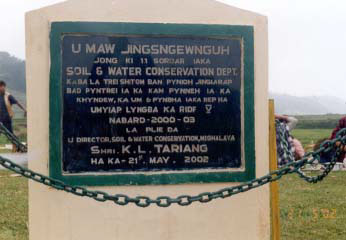 U MAW JINGSNGEWNGUH
JONG KI 11 SORDAR IAKA
SOIL & WATER CONSERVATION DEPT.
KABA LA TREI SHITOM BAN PYNIOH JINGIARAP
BAD PYNTREI IA KA KAM PYNNEH IA KA
KHYNDEW, KA UM & PYNBHA IAKA REP HA
UMYIAP LYNGBA KA RIDF
NABARD-2000-03
LA PLIE DA
U DIRECTOR, SOIL & WATER CONSERVATION, MEGHALAYA
SHRI. K.L. TARIANG
HA KA-21ST, MAY. 2002